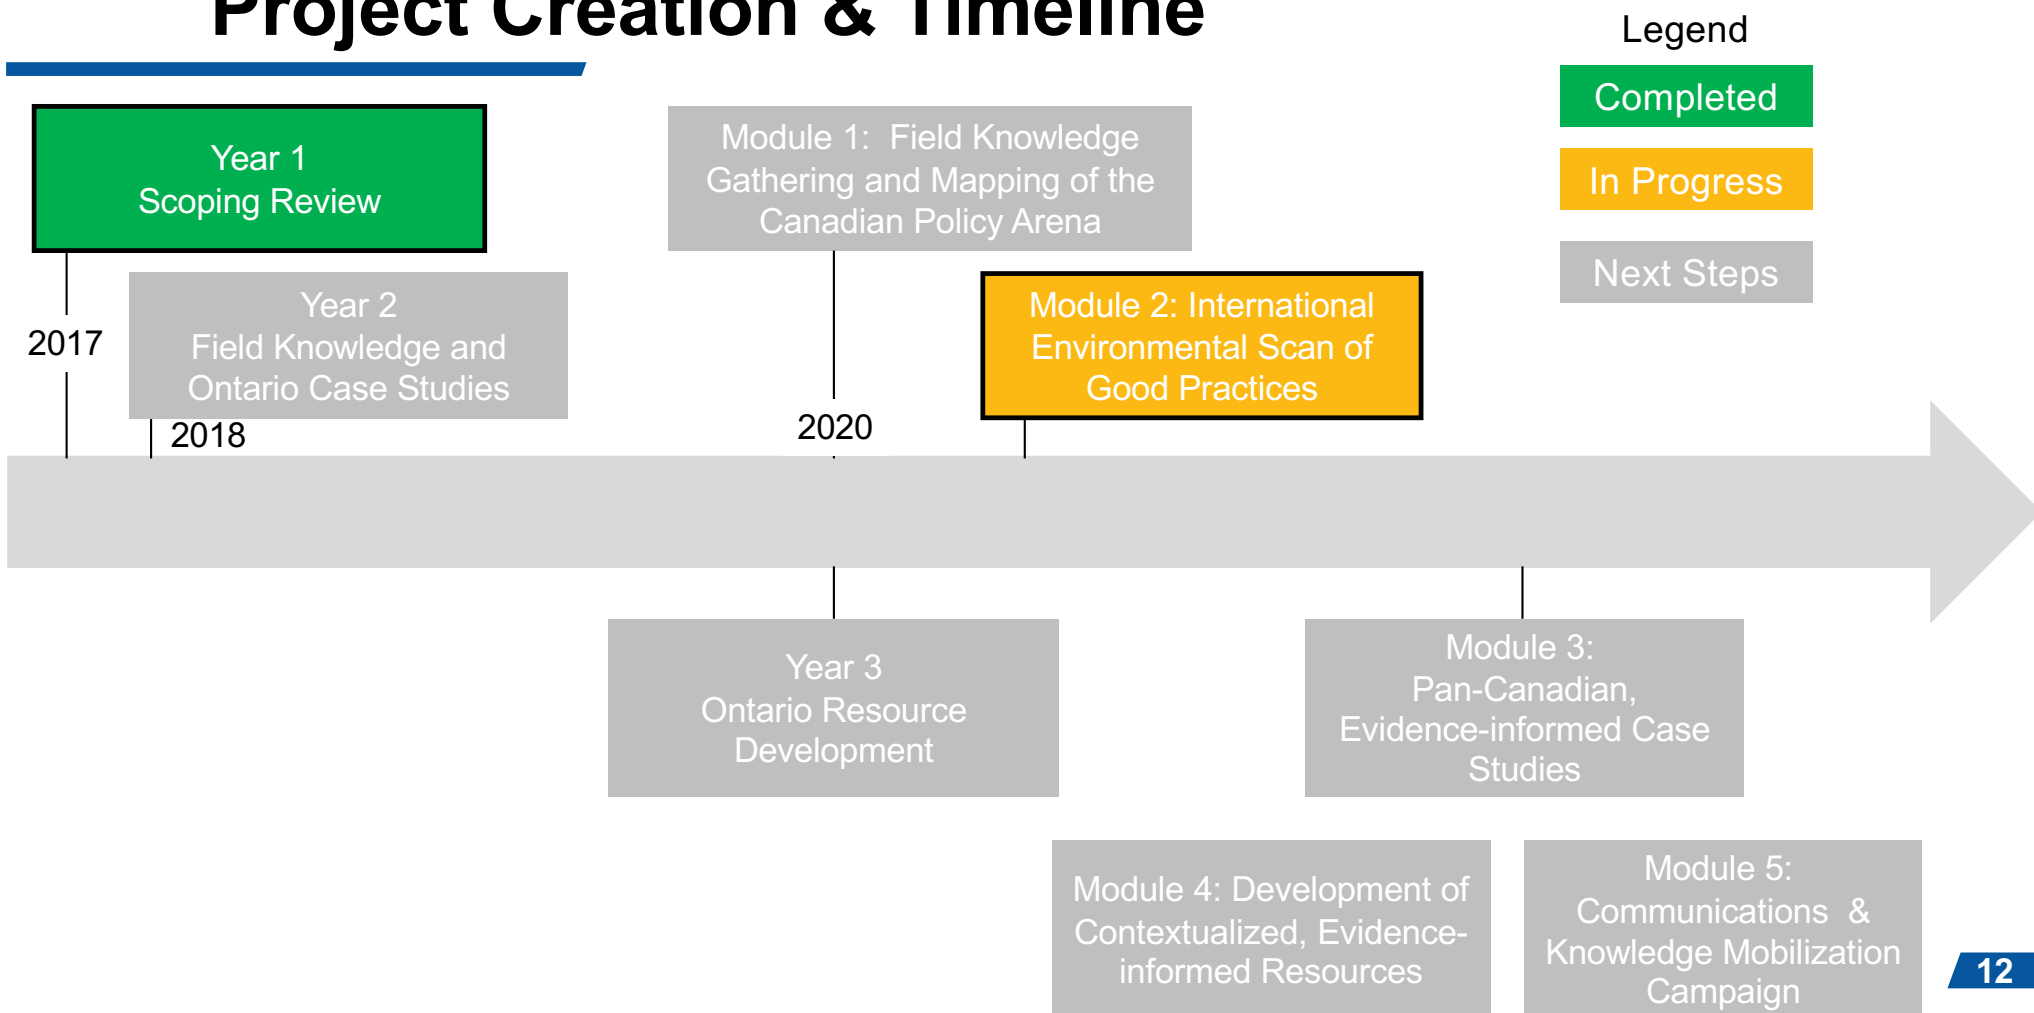 Project Creation & Timeline
Legend
Completed
In Progress
Next Steps
Year 1
Scoping Review
2017
Year 2
Field Knowledge and
Ontario Case Studies
2018
Module 1:  Field Knowledge
Gathering and Mapping of the
Canadian Policy Arena
2020
Module 2: International
Environmental Scan of
Good Practices
Year 3
Ontario Resource
Development
Module 3:
Pan-Canadian,
Evidence-informed Case
Studies
Module 4: Development of
Contextualized, Evidence-
informed Resources
Module 5:
Communications  &
Knowledge Mobilization
Campaign
12